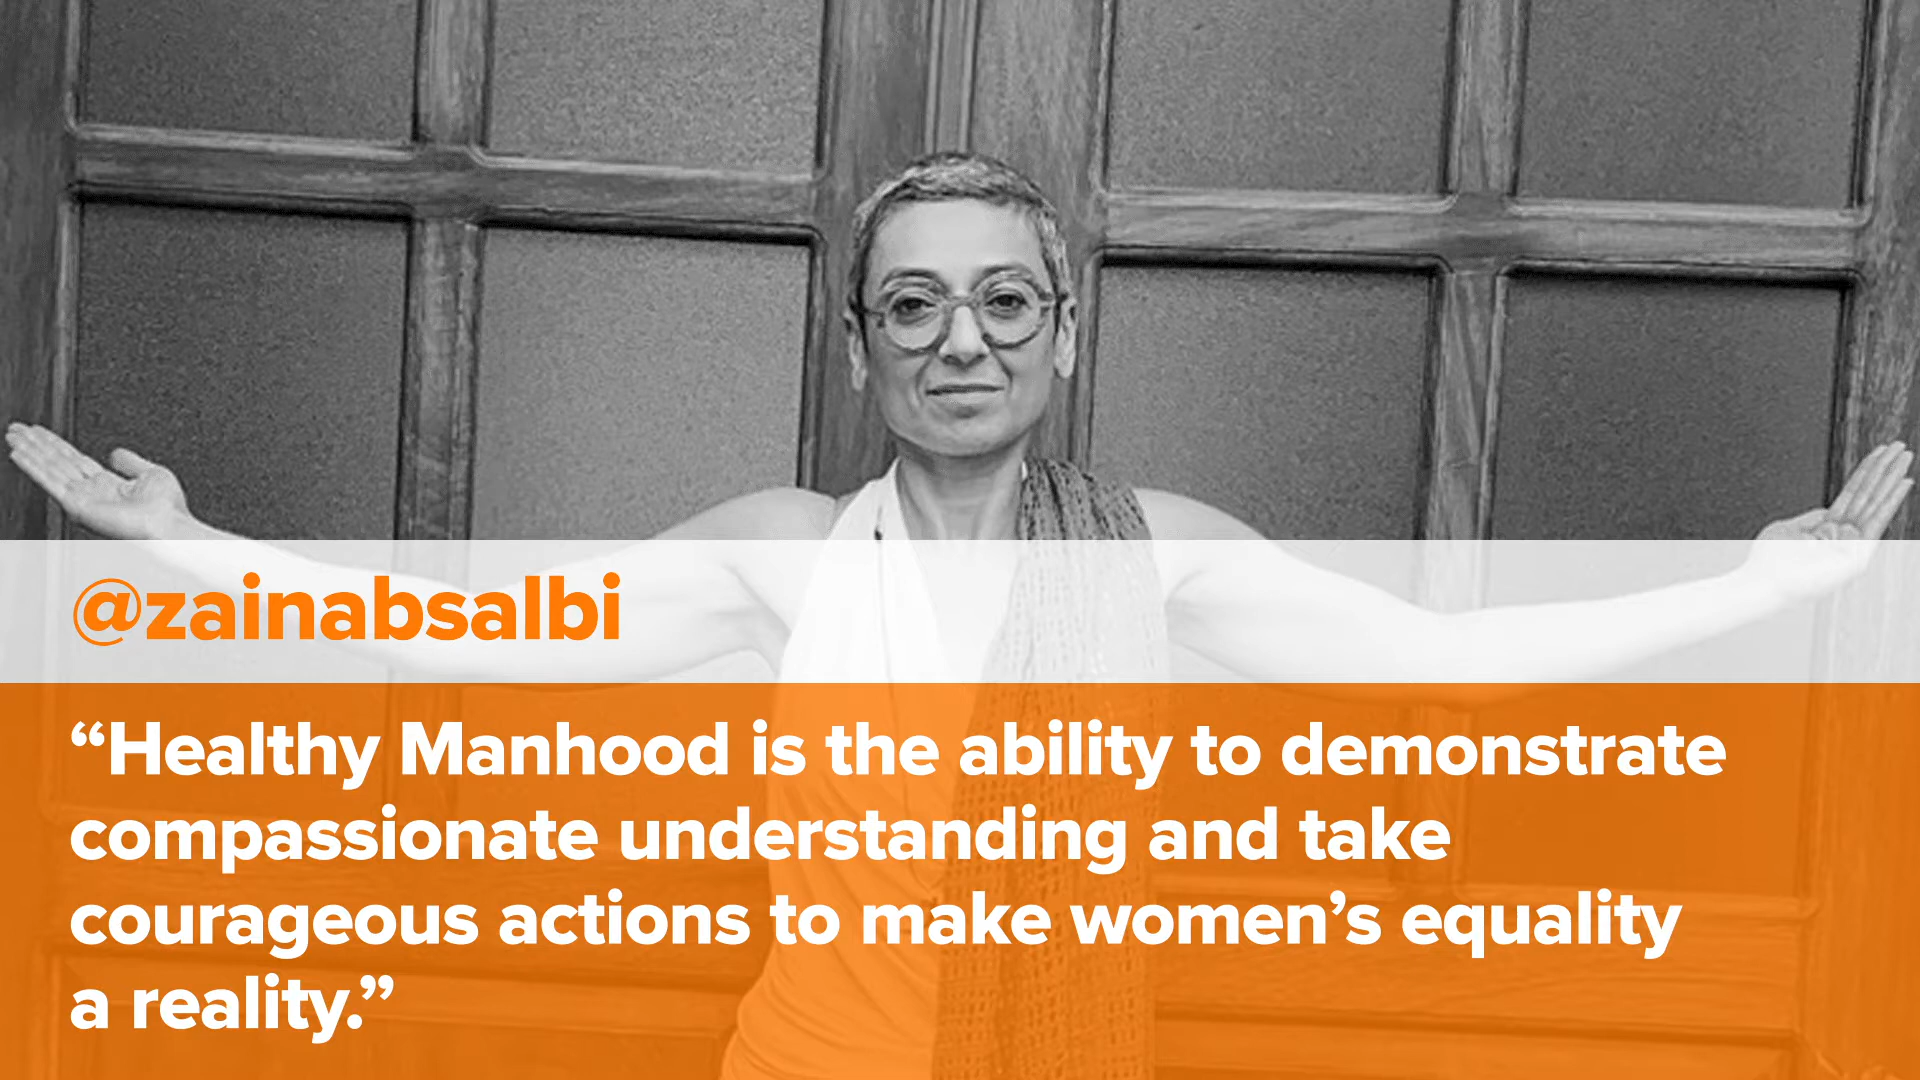 @zainabsalbi
“Healthy Manhood is the ability to demonstrate
compassionate understanding and take
courageous actions to make women’s equality
a reality.”